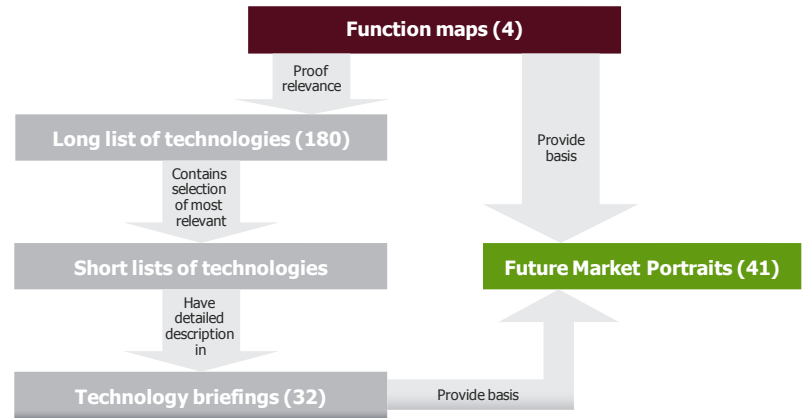 Function maps (4)
Proof
relevance
Long list of technologies (180)
Provide
basis
Contains
selection
of most
relevant
Short lists of technologies
Future Market Portraits (41)
Have
detailed
description
in
Technology briefings (32)
Provide basis